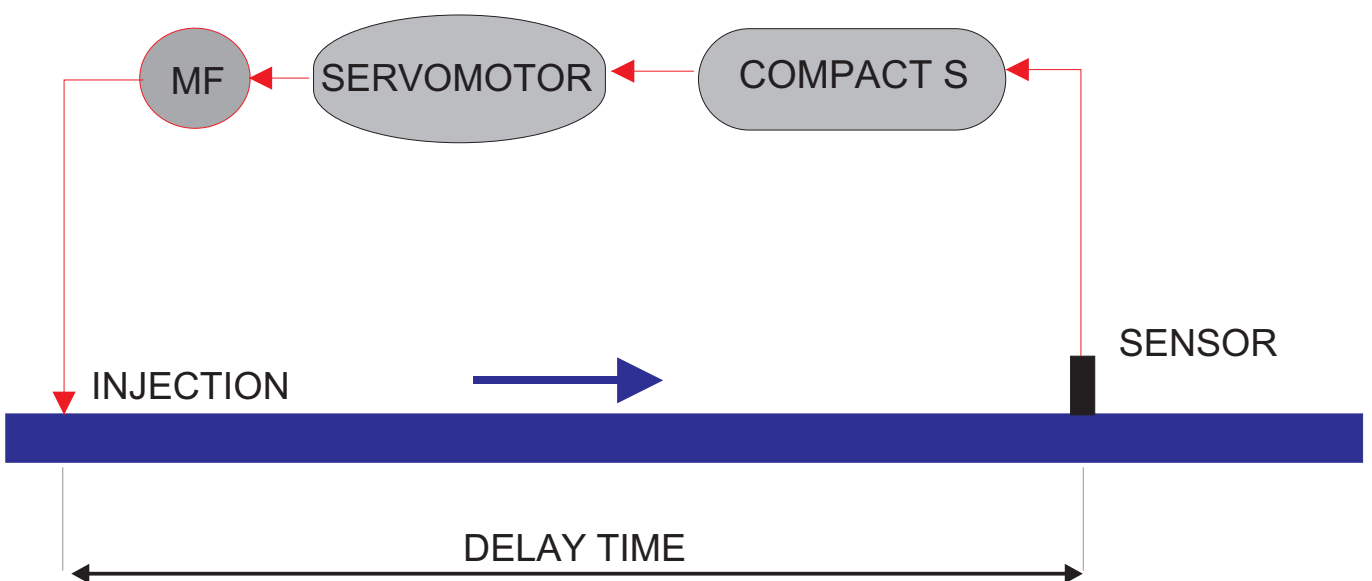 MF
SERVOMOTOR
COMPACT S
SENSOR
INJECTION
DELAY TIME